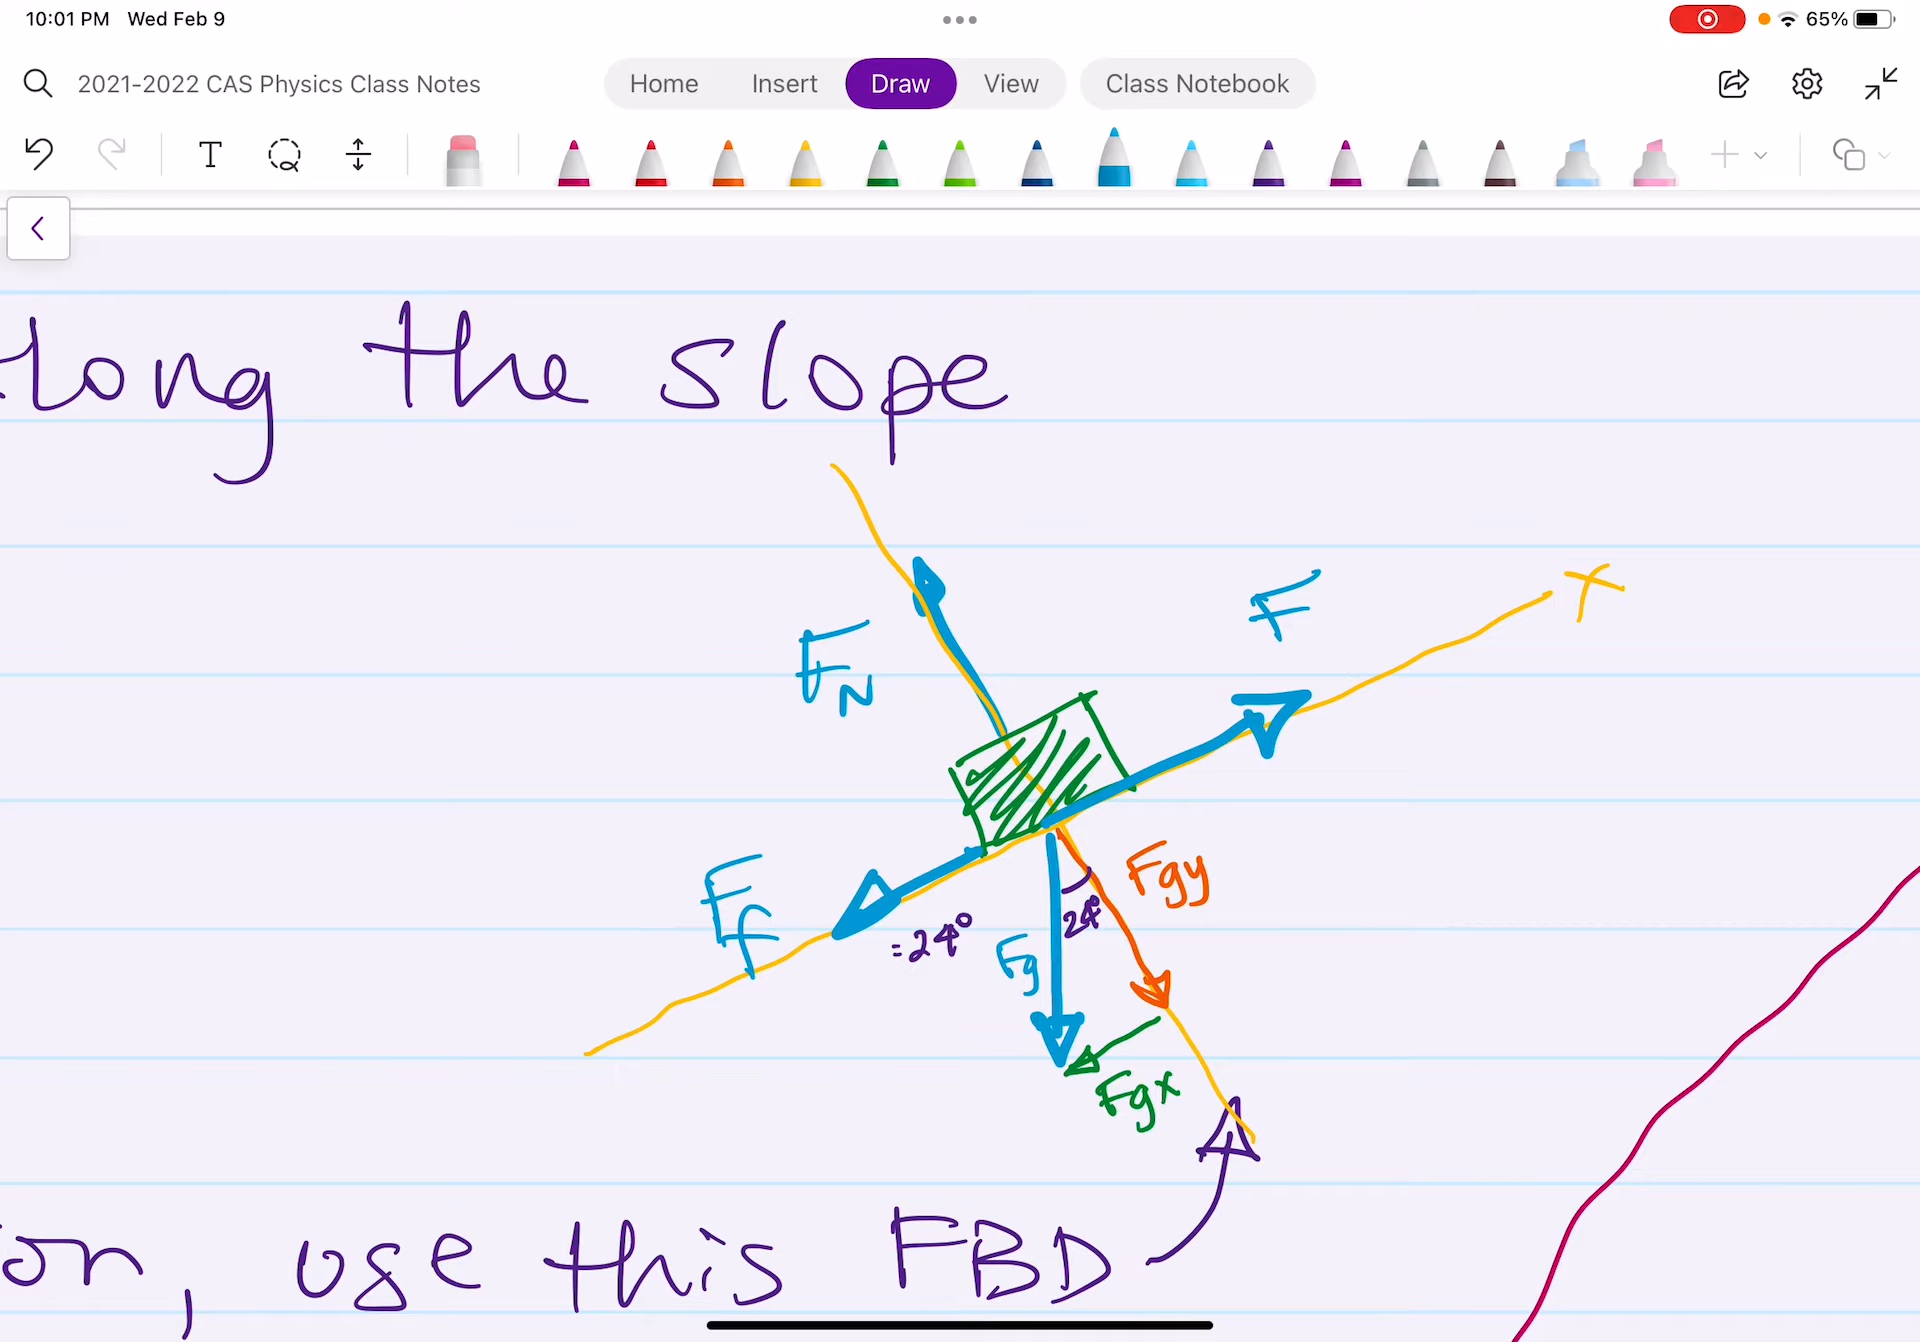 10:01 PM Wed Feb 9
65%
2021-2022 CAS Physics Class Notes
Home Insert Draw View Class Notebook
T
along the slope
F
x
FN
Fgy
Ff
=24°
Fg
24°
Fgx
on, use this FBD